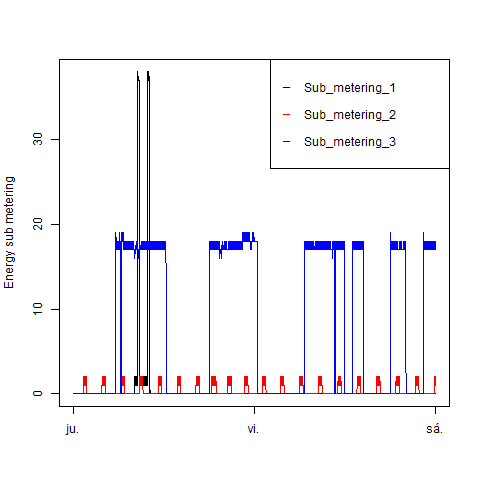 Sub_metering_1
Sub_metering_2
Sub_metering_3
Energy sub metering
30
20
10
0
ju.
vi.
sá.